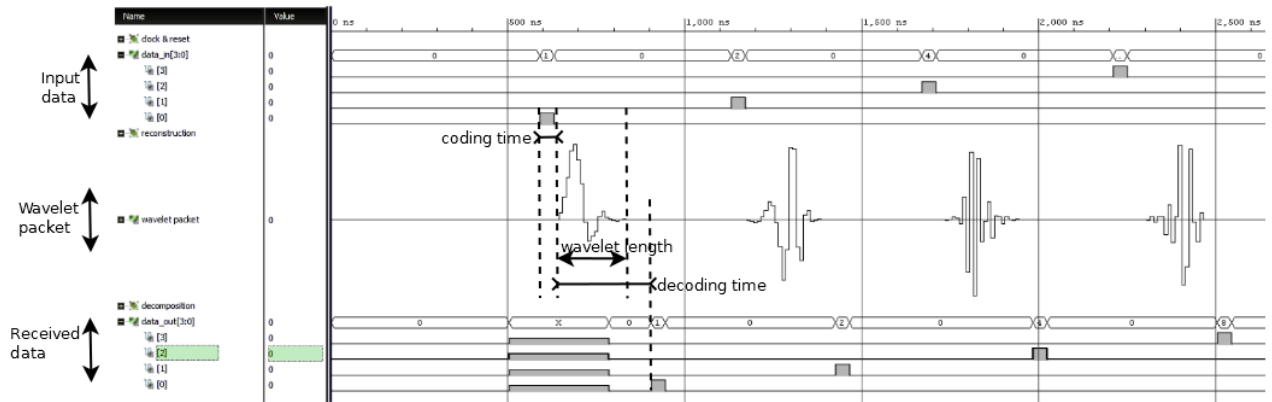 Name Value
0 ns 500 ns 1,000 ns 1,500 ns 2,000 ns 2,500 ns
clock & reset
data_in[3:0] 0 0 1 0 2 0 4 0 . 0
[3] 0
[2] 0
[1] 0
[0] 0
Input
data
reconstruction
coding time
Wavelet
packet
wavelet packet 0
wavelet length
decoding time
decomposition
data_out[3:0] 0 0 X 0 1 0 2 0 4 0 8
[3] 0
[2] 0
[1] 0
[0] 0
Received
data